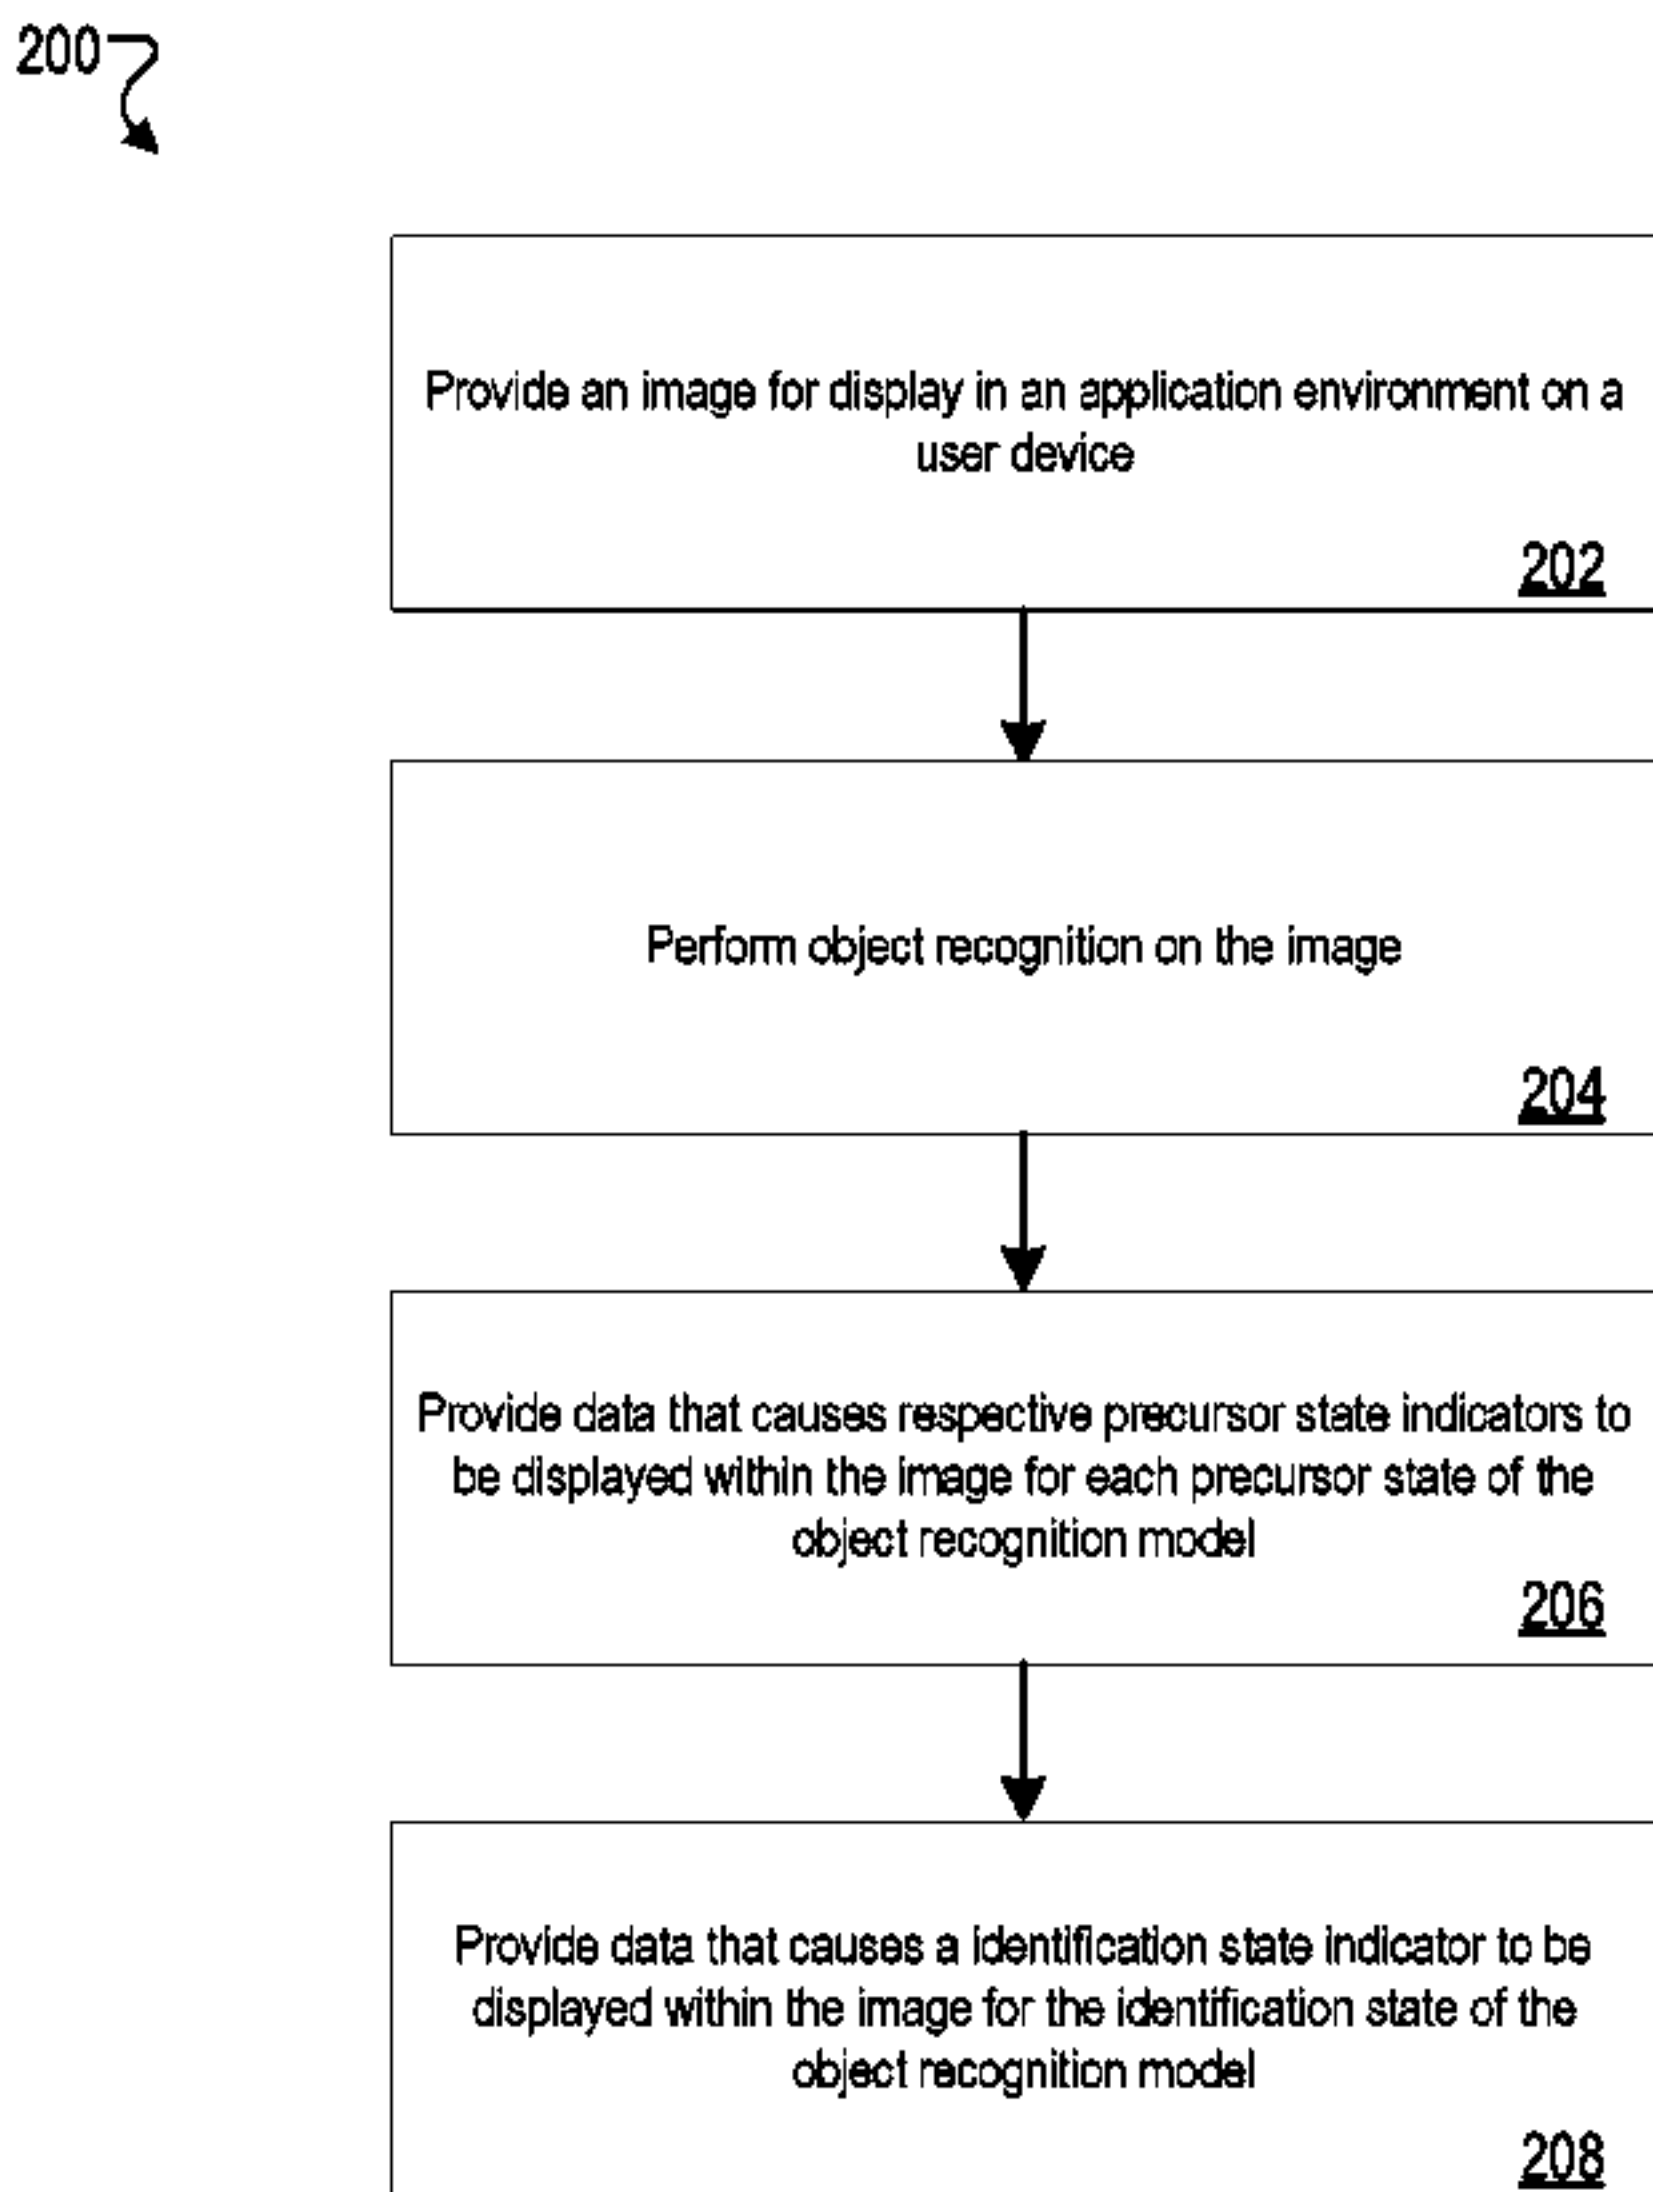 200
Provide an image for display in an application environment on a
user device
202
Perform object recognition on the image
204
Provide data that causes respective precursor state indicators to
be displayed within the image for each precursor state of the
object recognition model
206
Provide data that causes a identification state indicator to be
displayed within the image for the identification state of the
object recognition model
208